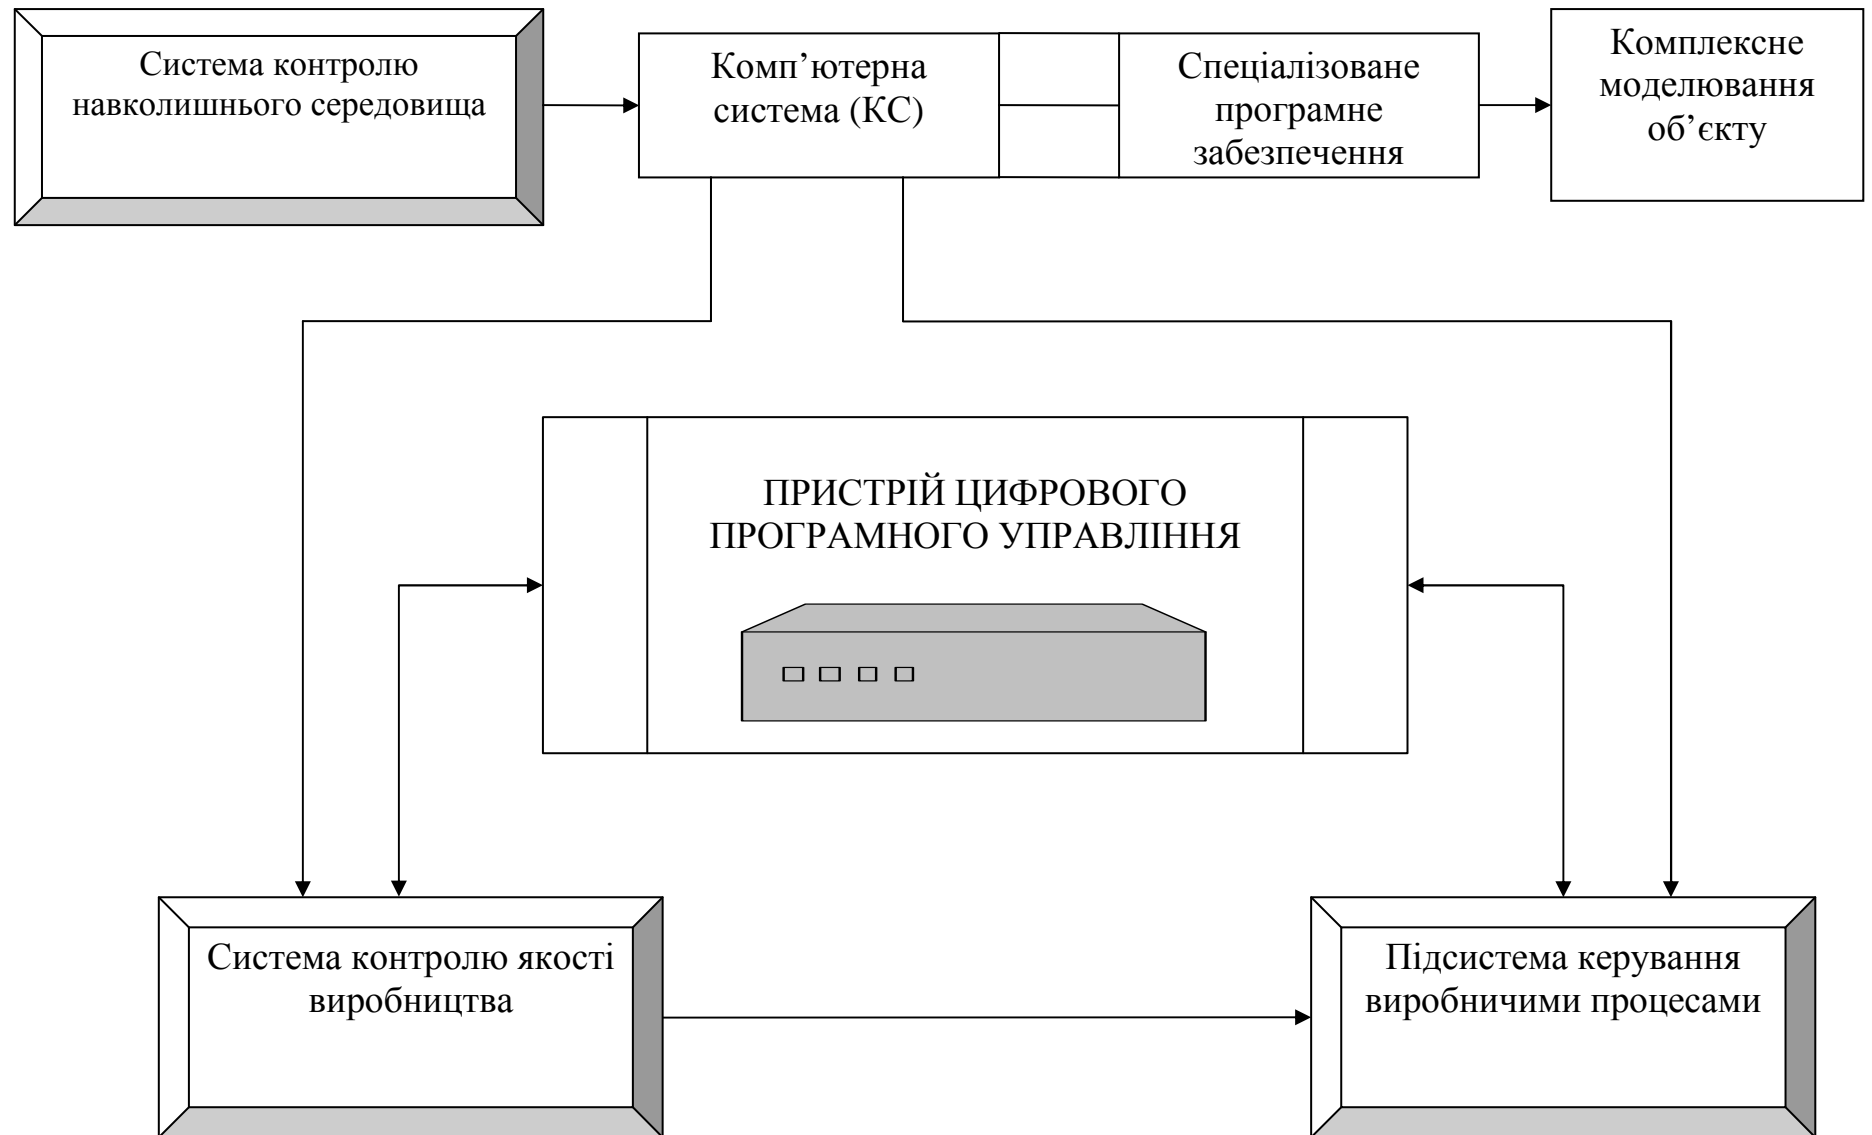 Система контролю
навколишнього середовища
Комп’ютерна
система (КС)
Спеціалізоване
програмне
забезпечення
Комплексне
моделювання
об’єкту
ПРИСТРІЙ ЦИФРОВОГО
ПРОГРАМНОГО УПРАВЛІННЯ
Система контролю якості
виробництва
Підсистема керування
виробничими процесами